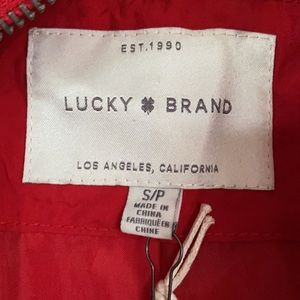 EST.1990
LUCKY BRAND
LOS ANGELES, CALIFORNIA
S/P
MADE IN
CHINA
FABRIQUÉ EN
CHINE